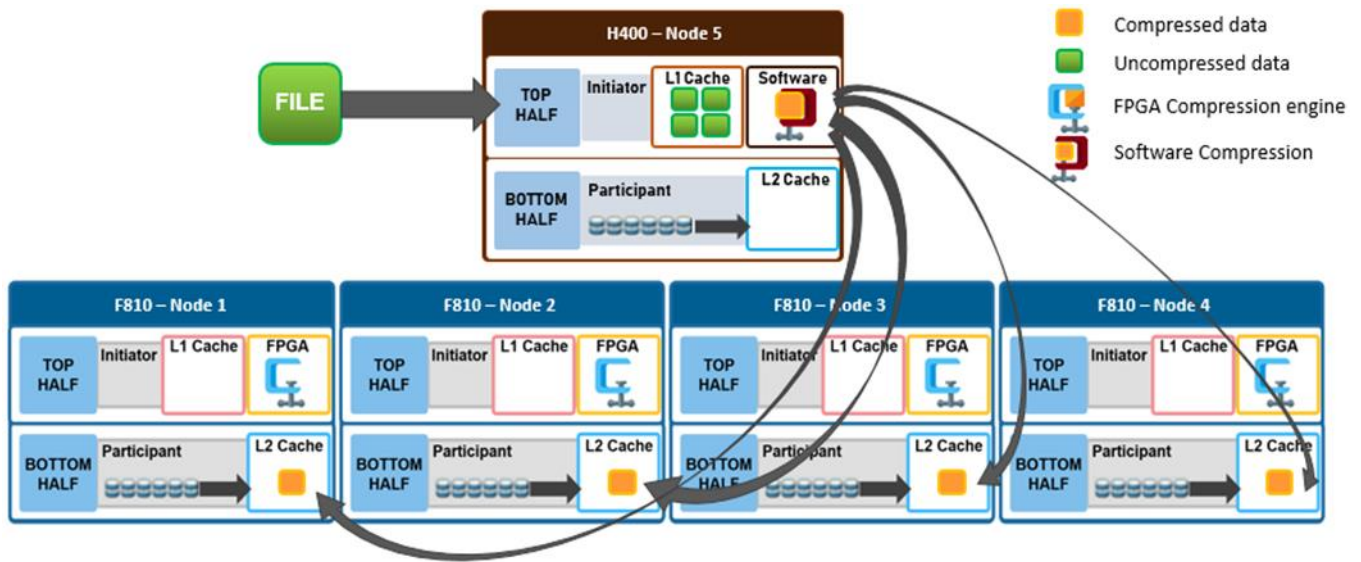 H400 – Node 5
FILE
TOP
HALF
Initiator
L1 Cache
Software
BOTTOM
HALF
Participant
L2 Cache
Compressed data
Uncompressed data
FPGA Compression engine
Software Compression
F810 – Node 1
TOP
HALF
Initiator
L1 Cache
FPGA
BOTTOM
HALF
Participant
L2 Cache
F810 – Node 2
TOP
HALF
Initiator
L1 Cache
FPGA
BOTTOM
HALF
Participant
L2 Cache
F810 – Node 3
TOP
HALF
Initiator
L1 Cache
FPGA
BOTTOM
HALF
Participant
L2 Cache
F810 – Node 4
TOP
HALF
Initiator
L1 Cache
FPGA
BOTTOM
HALF
Participant
L2 Cache